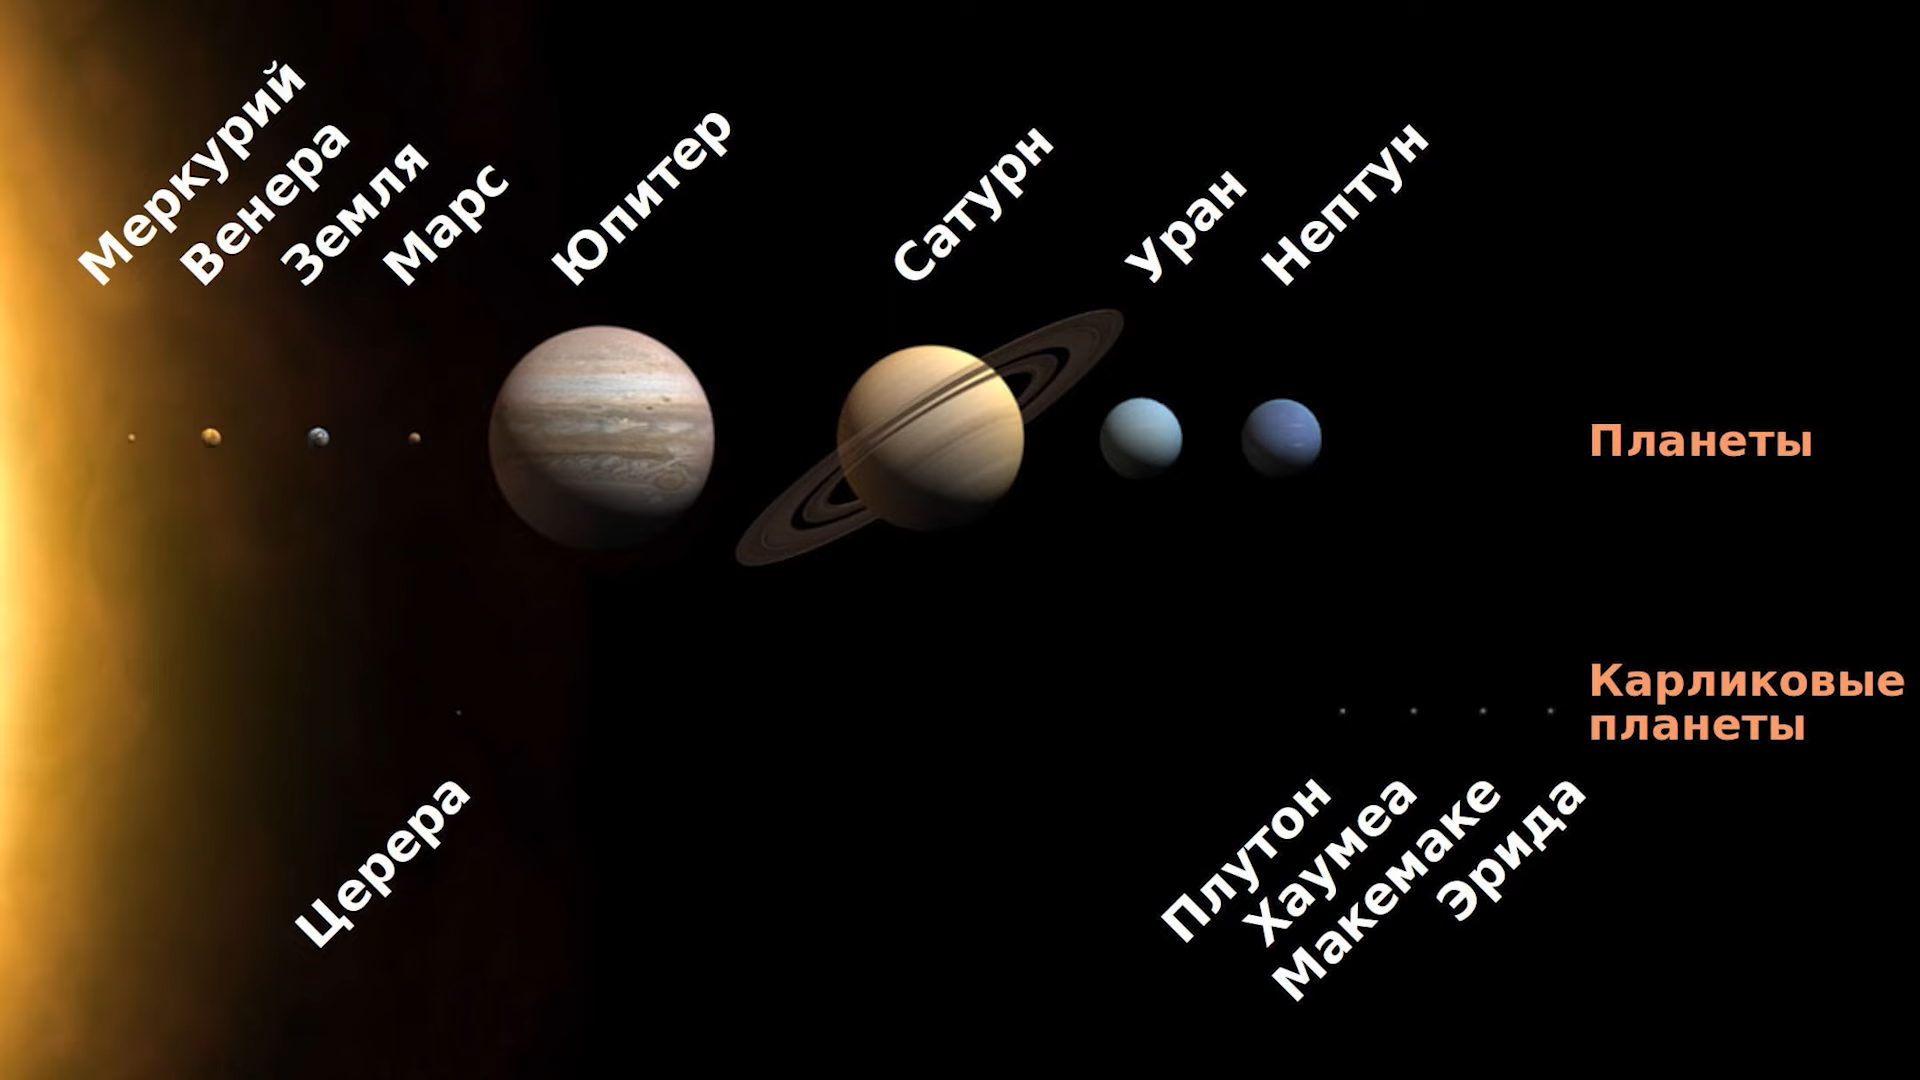 Меркурий
Венера
Земля
Марс
Юпитер
Сатурн
Уран
Нептун
Планеты
Карликовые
планеты
Церера
Плутон
Хаумеа
Макемаке
Эрида